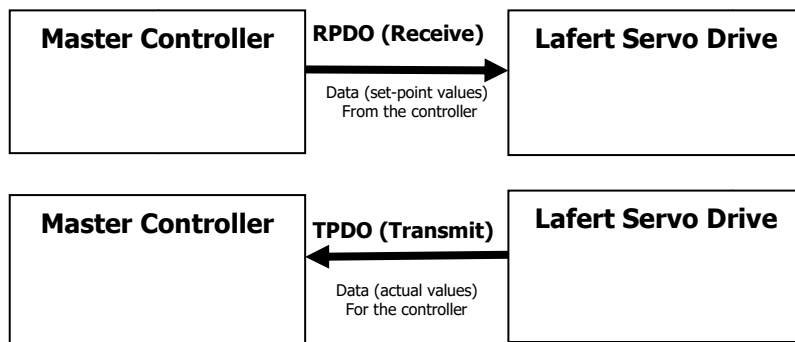 Master Controller
RPDO (Receive)
Lafert Servo Drive
Data (set-point values)
From the controller
Master Controller
TPDO (Transmit)
Lafert Servo Drive
Data (actual values)
For the controller